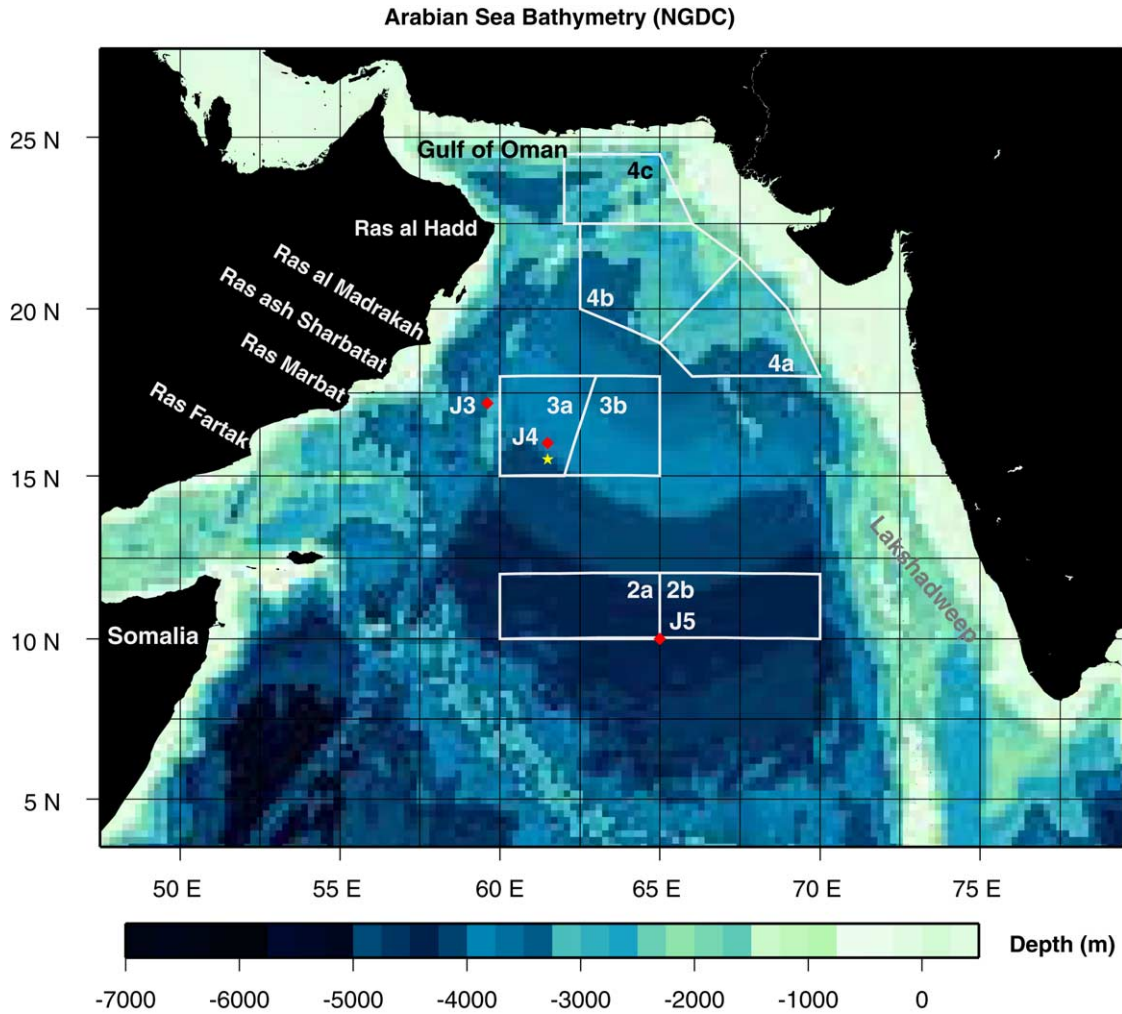 Arabian Sea Bathymetry (NGDC)
25 N
20 N
15 N
10 N
5 N
Gulf of Oman
4c
Ras al Hadd
Ras al Madrakah
Ras ash Sharbatat
Ras Marbat
Ras Fartak
4b
4a
J3
3a
3b
J4
Lakshadweep
2a
2b
J5
Somalia
50 E 55 E 60 E 65 E 70 E 75 E
Depth (m)
-7000 -6000 -5000 -4000 -3000 -2000 -1000 0